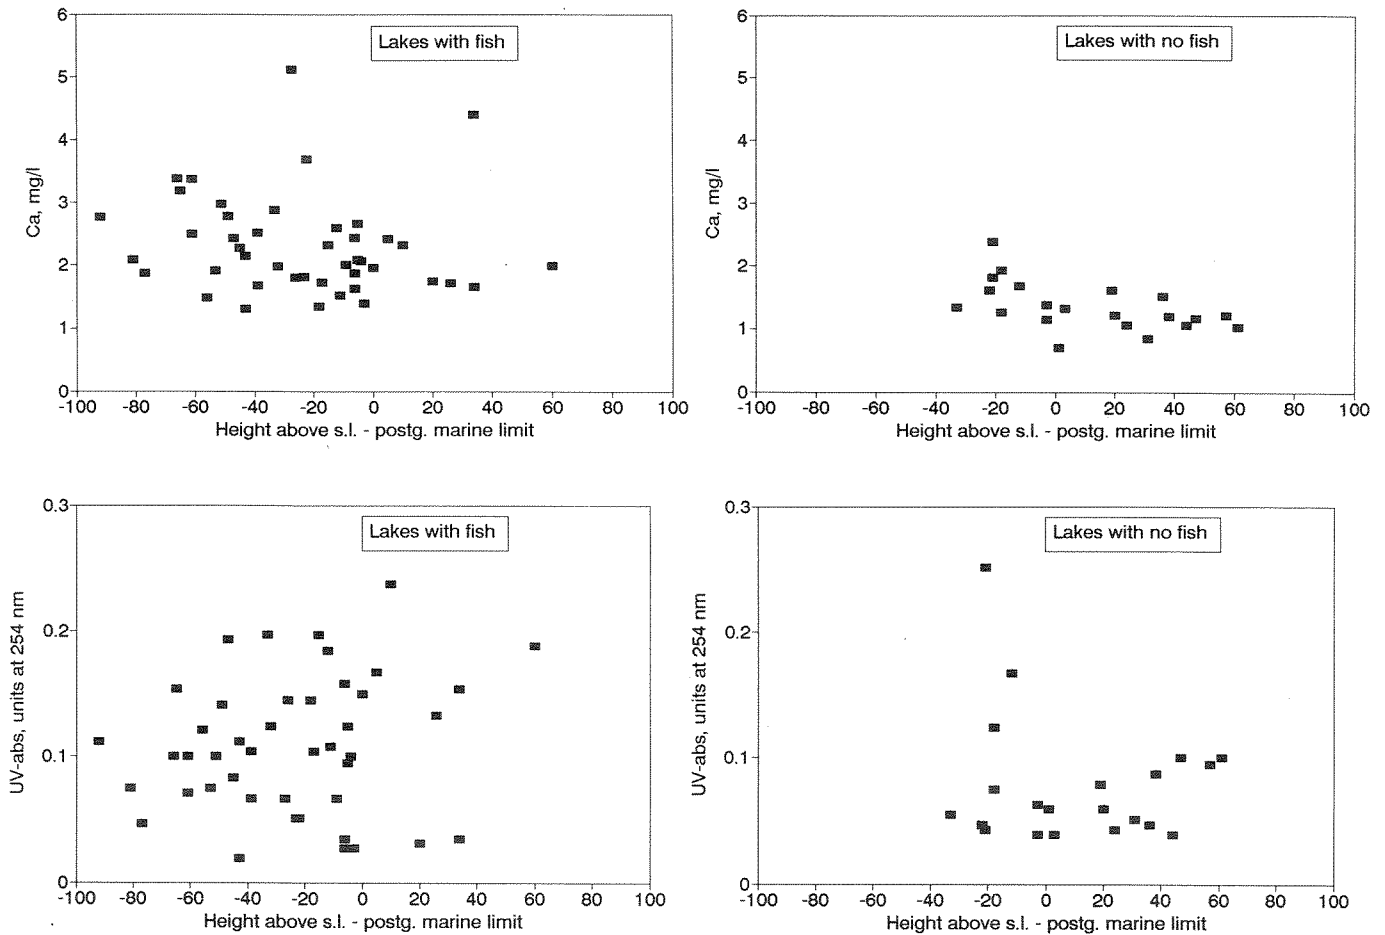 Lakes with fish
6
5
4
3
2
1
0
Ca, mg/l
-100 -80 -60 -40 -20 0 20 40 60 80 100
Height above s.l. - postg. marine limit
Lakes with no fish
6
5
4
3
2
1
0
Ca, mg/l
-100 -80 -60 -40 -20 0 20 40 60 80 100
Height above s.l. - postg. marine limit
Lakes with fish
0.3
0.2
0.1
0
UV-abs, units at 254 nm
-100 -80 -60 -40 -20 0 20 40 60 80 100
Height above s.l. - postg. marine limit
Lakes with no fish
0.3
0.2
0.1
0
UV-abs, units at 254 nm
-100 -80 -60 -40 -20 0 20 40 60 80 100
Height above s.l. - postg. marine limit